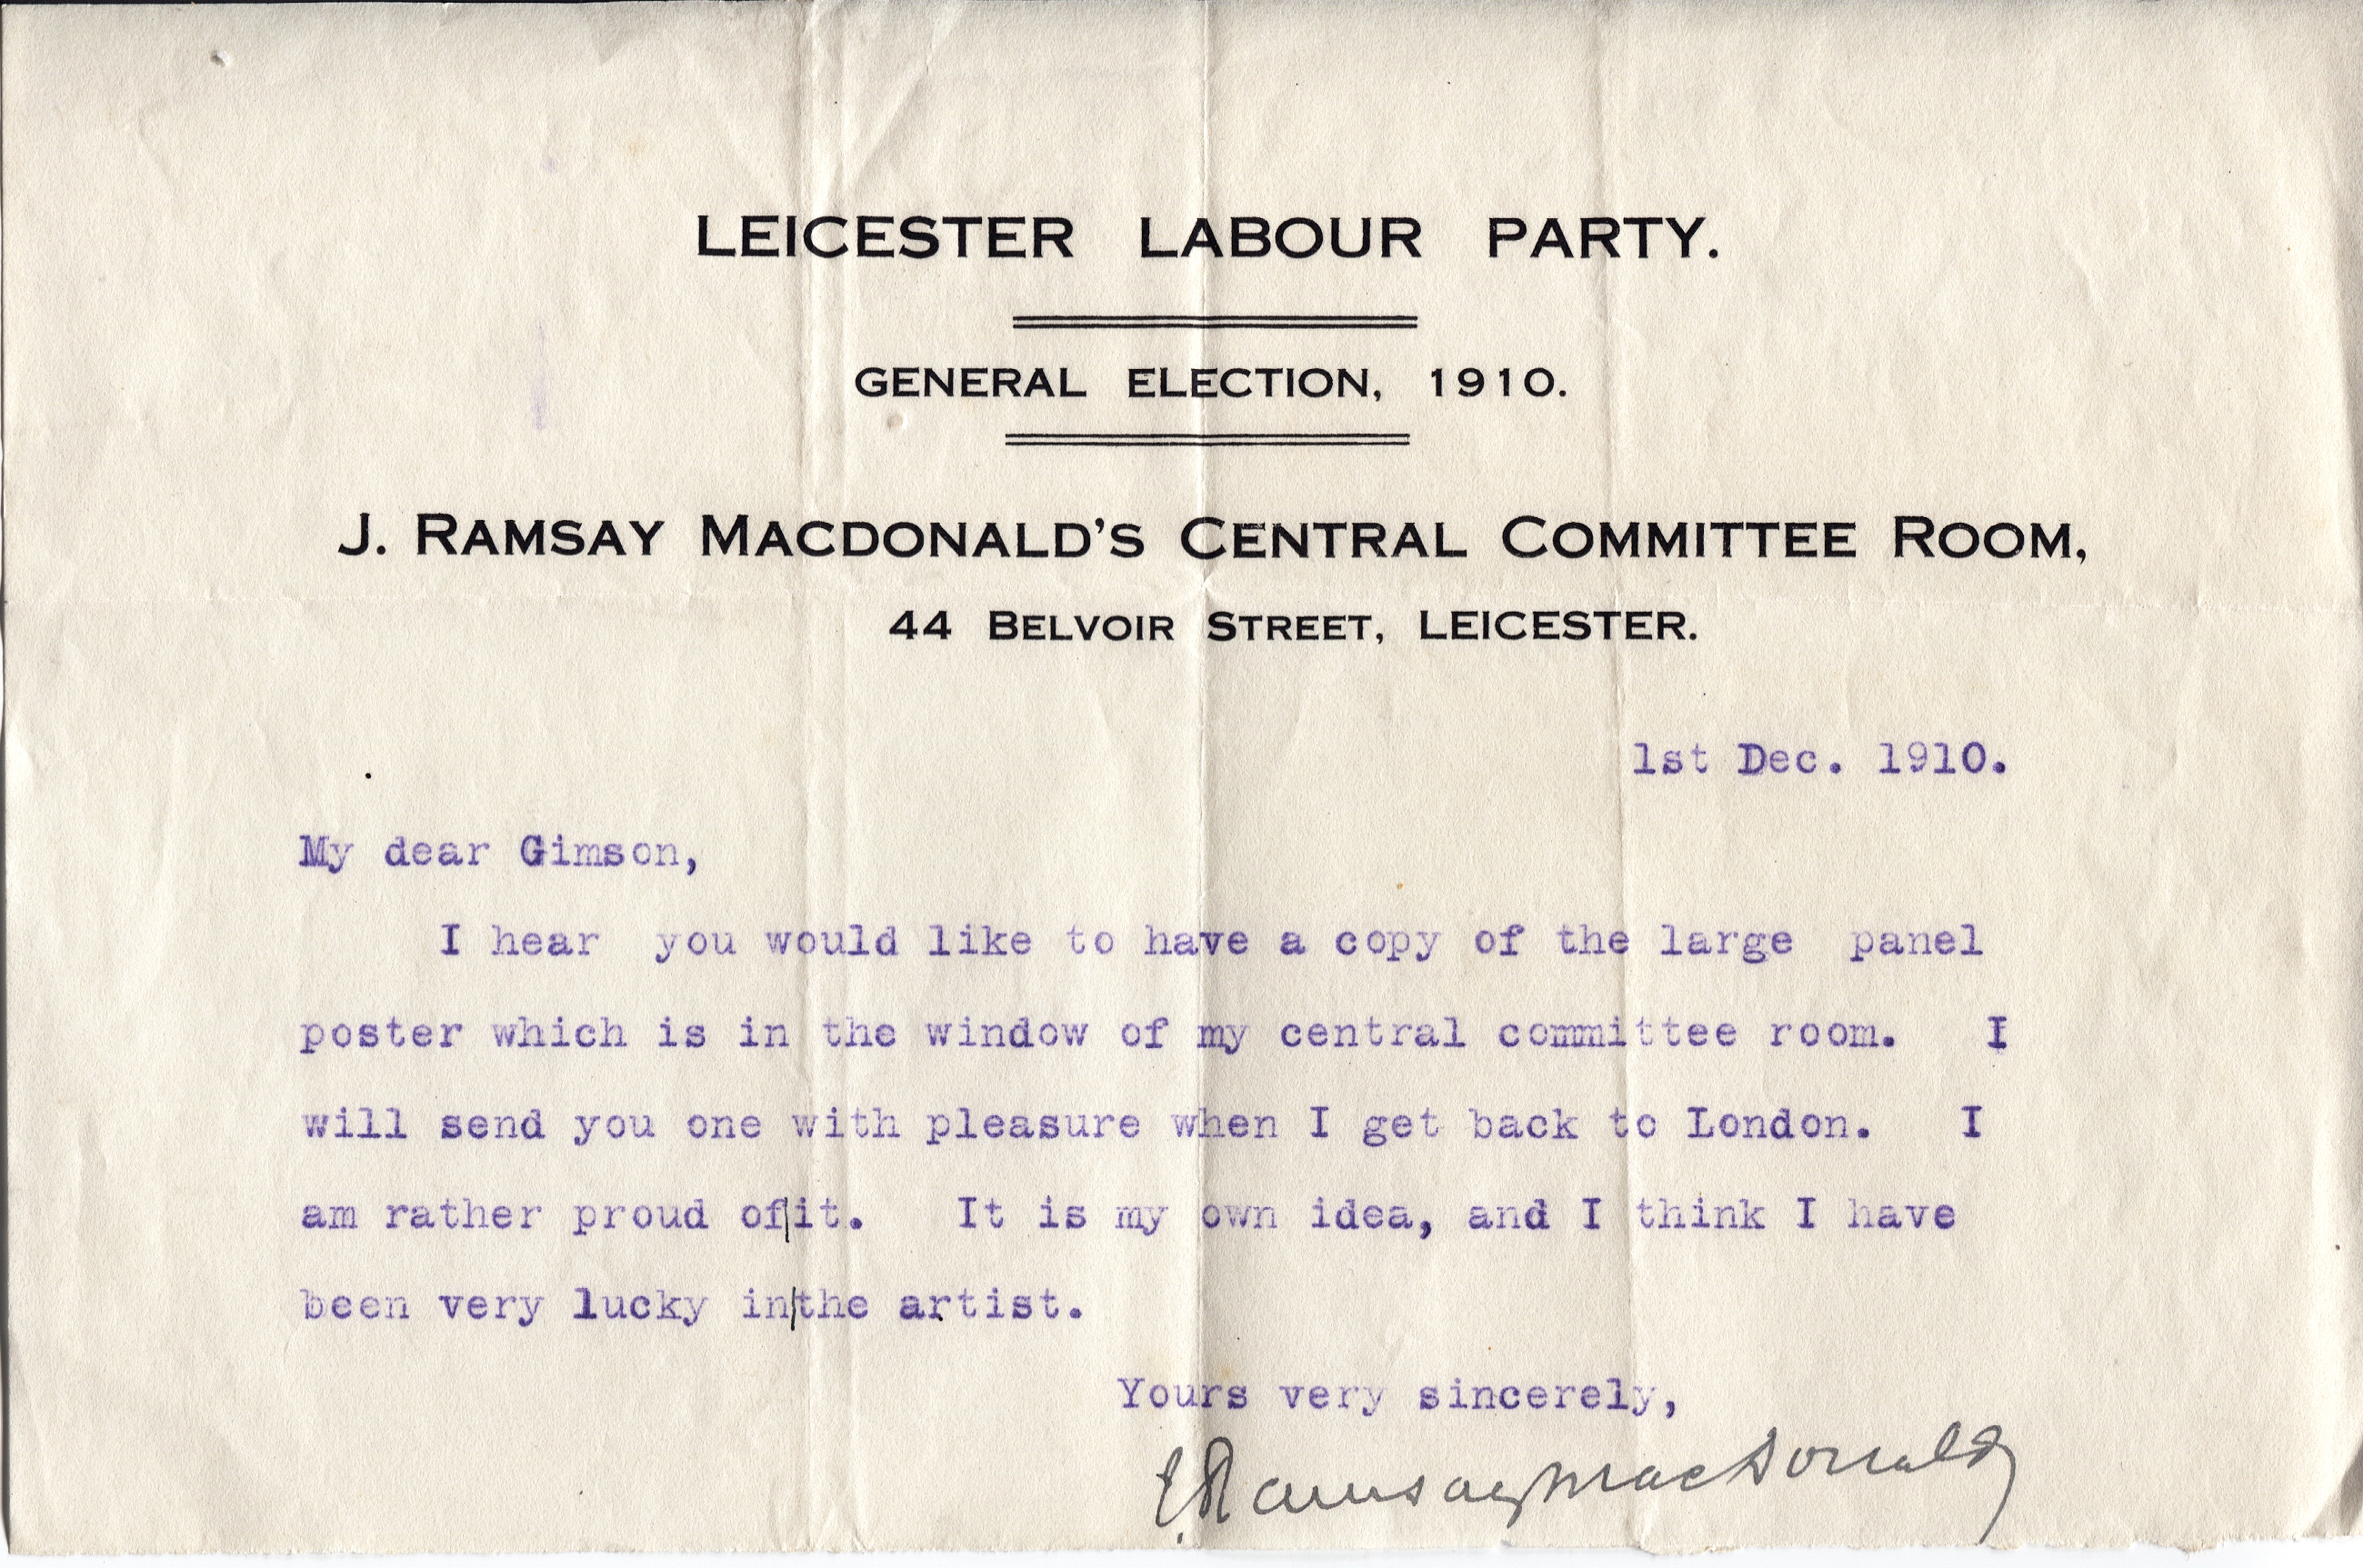 LEICESTER LABOUR PARTY.
GENERAL ELECTION, 1910.
J. RAMSAY MACDONALD'S CENTRAL COMMITTEE ROOM,
44 BELVOIR STREET, LEICESTER.
1st Dec. 1910.
My dear Gimson,
I hear you would like to have a copy of the large panel
poster which is in the window of my central committee room. I
will send you one with pleasure when I get back to London. I
am rather proud of|it. It is my own idea, and I think I have
been very lucky in|the artist.
Yours very sincerely,
J. Ramsay MacDonald